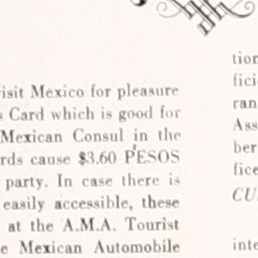 isit Mexico for pleasure
Card which is good for
Mexican Consul in the
rds cause $3.60 PESOS
party. In case there is
easily accessible, these
at the A.M.A. Tourist
e Mexican Automobile
tion
fici
ran
Ass
ber
fice
CU
inte